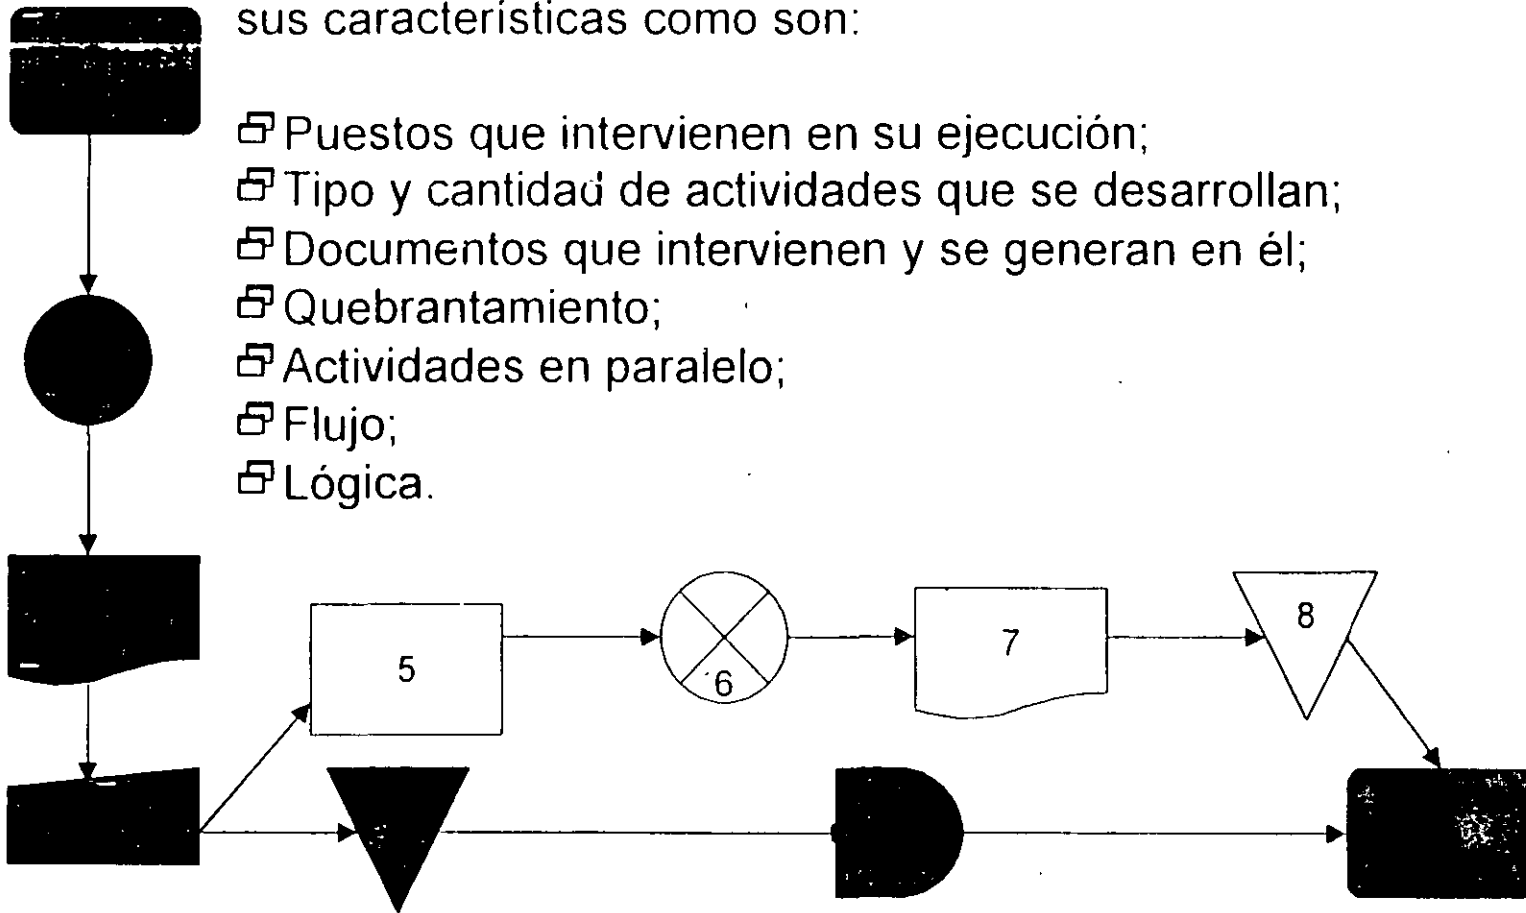 sus características como son:
Puestos que intervienen en su ejecución;
Tipo y cantidad de actividades que se desarrollan;
Documentos que intervienen y se generan en él;
Quebrantamiento;
Actividades en paralelo;
Flujo;
Lógica.
5
6
7
8